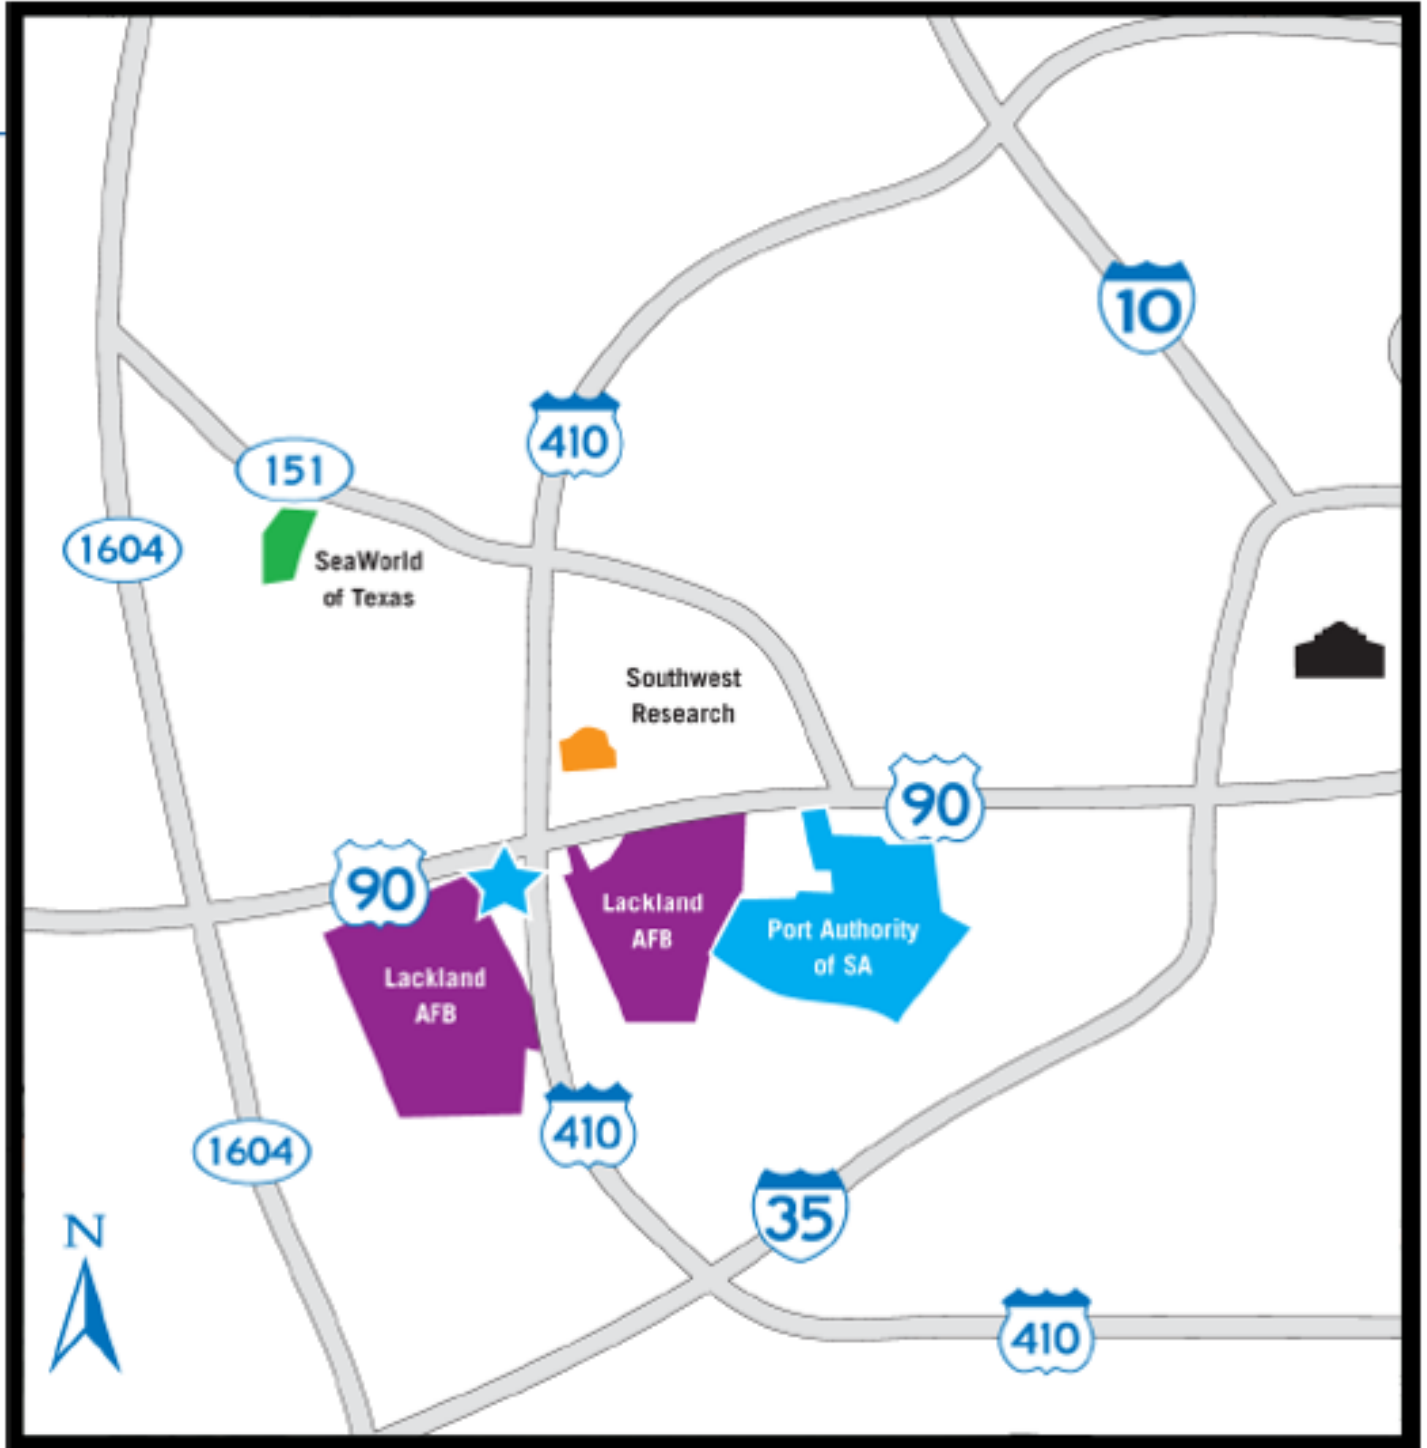 10
410
151
1604
SeaWorld
of Texas
Southwest
Research
90
90
Lackland
AFB
Port Authority
of SA
Lackland
AFB
410
1604
35
N
410